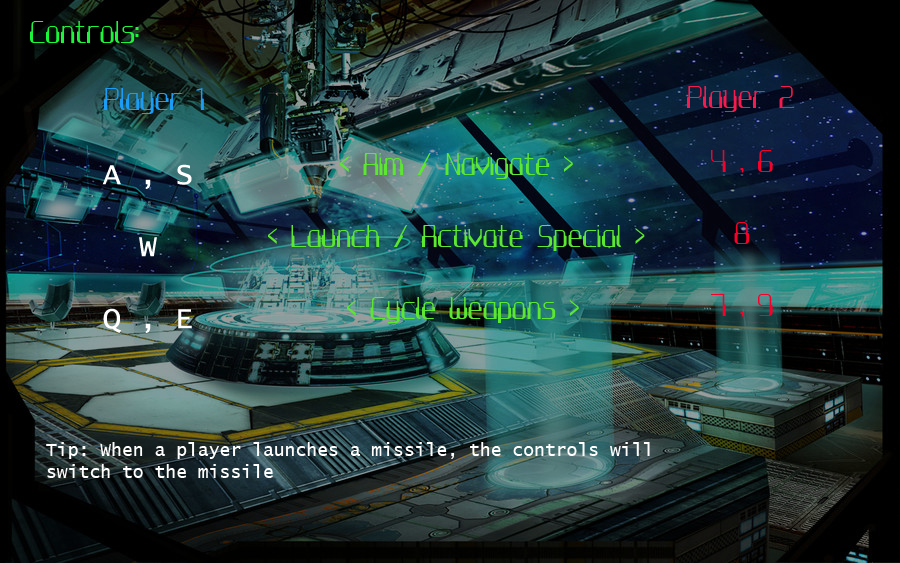 Controls:
Player 1 Player 2
A , S < Aim / Navigate > 4 , 6
W < Launch / Activate Special > 8
Q , E < Cycle Weapons > 7 , 9
Tip: When a player launches a missile, the controls will
switch to the missile